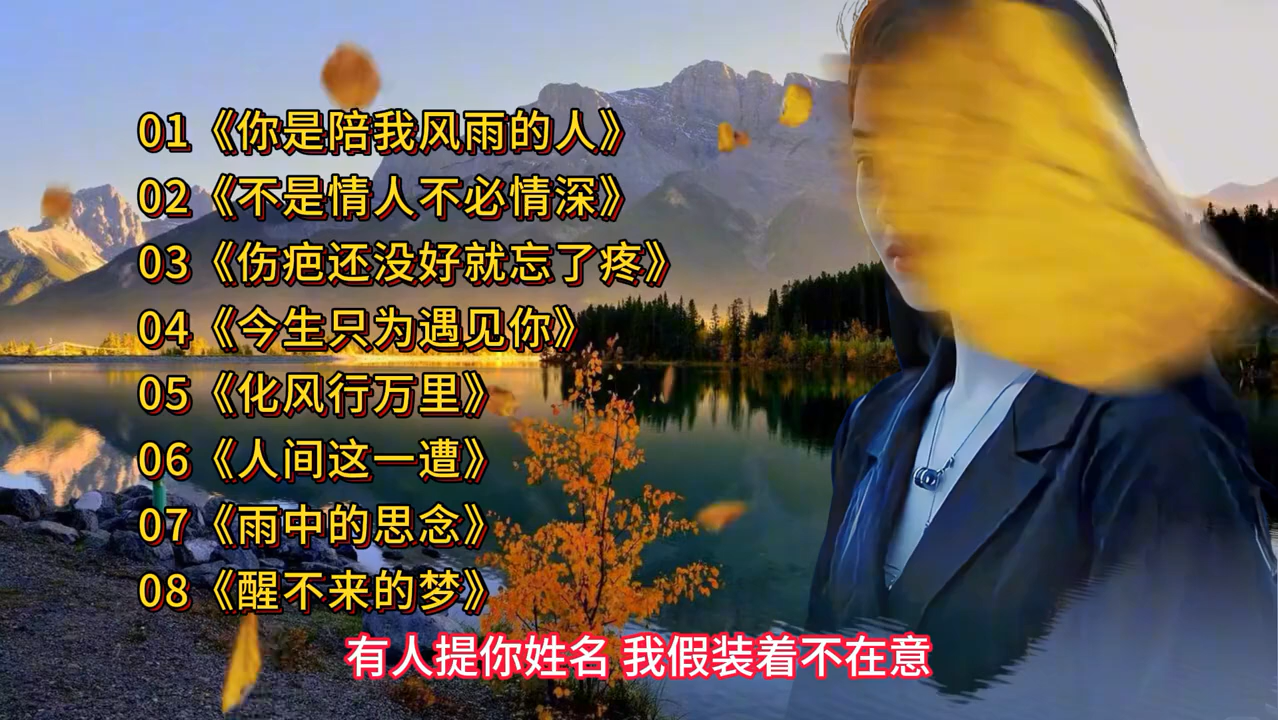 01《你是陪我风雨的人》
02《不是情人不必情深》
03《伤疤还没好就忘了疼》
04《今生只为遇见你》
05《化风行万里》
06《人间这一遭》
07《雨中的思念》
08《醒不来的梦》
有人提你姓名 我假装着不在意